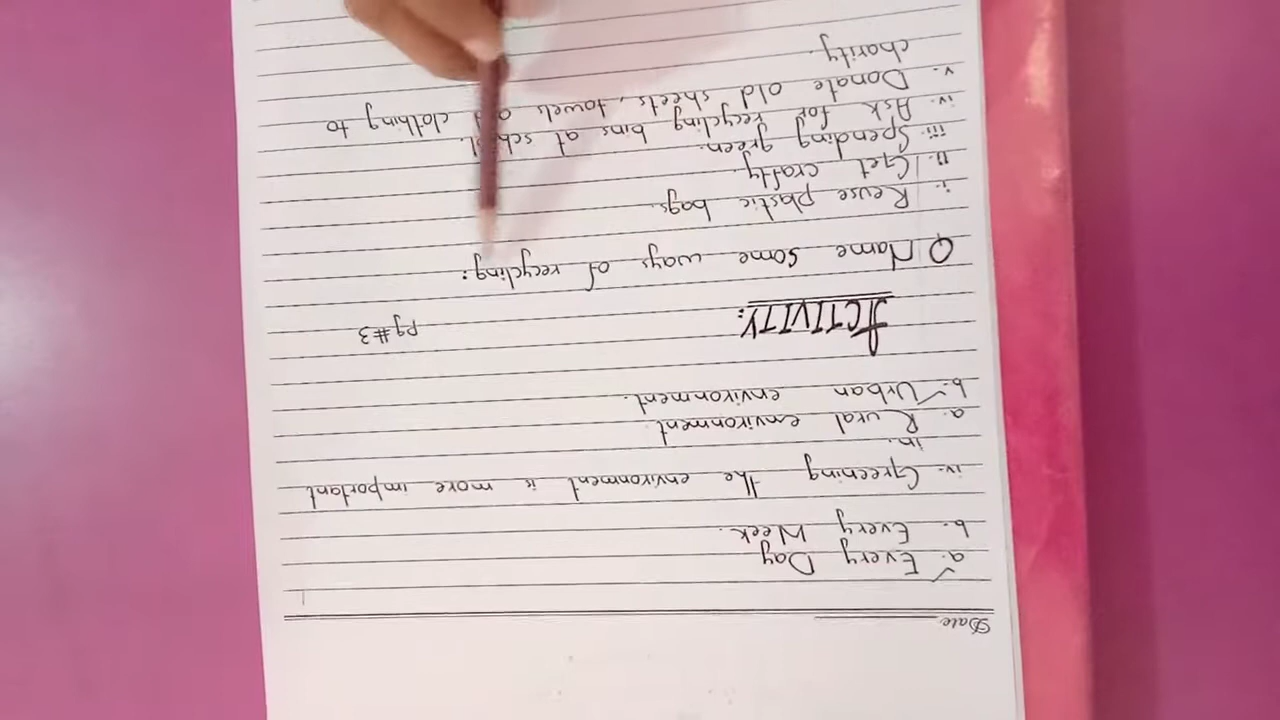 Date
a. ✓ Every Day
b. Every Week.
iv. Greening the environment is more important
in.
a. Rural environment.
b. ✓ Urban environment.
ACTIVITY:
Pg#3
Q Name some ways of recycling:
i. Reuse plastic bags.
ii. Get crafty.
iii. Spending green.
iv. Ask for recycling bins at school.
v. Donate old sheets, towels and clothing to
charity.